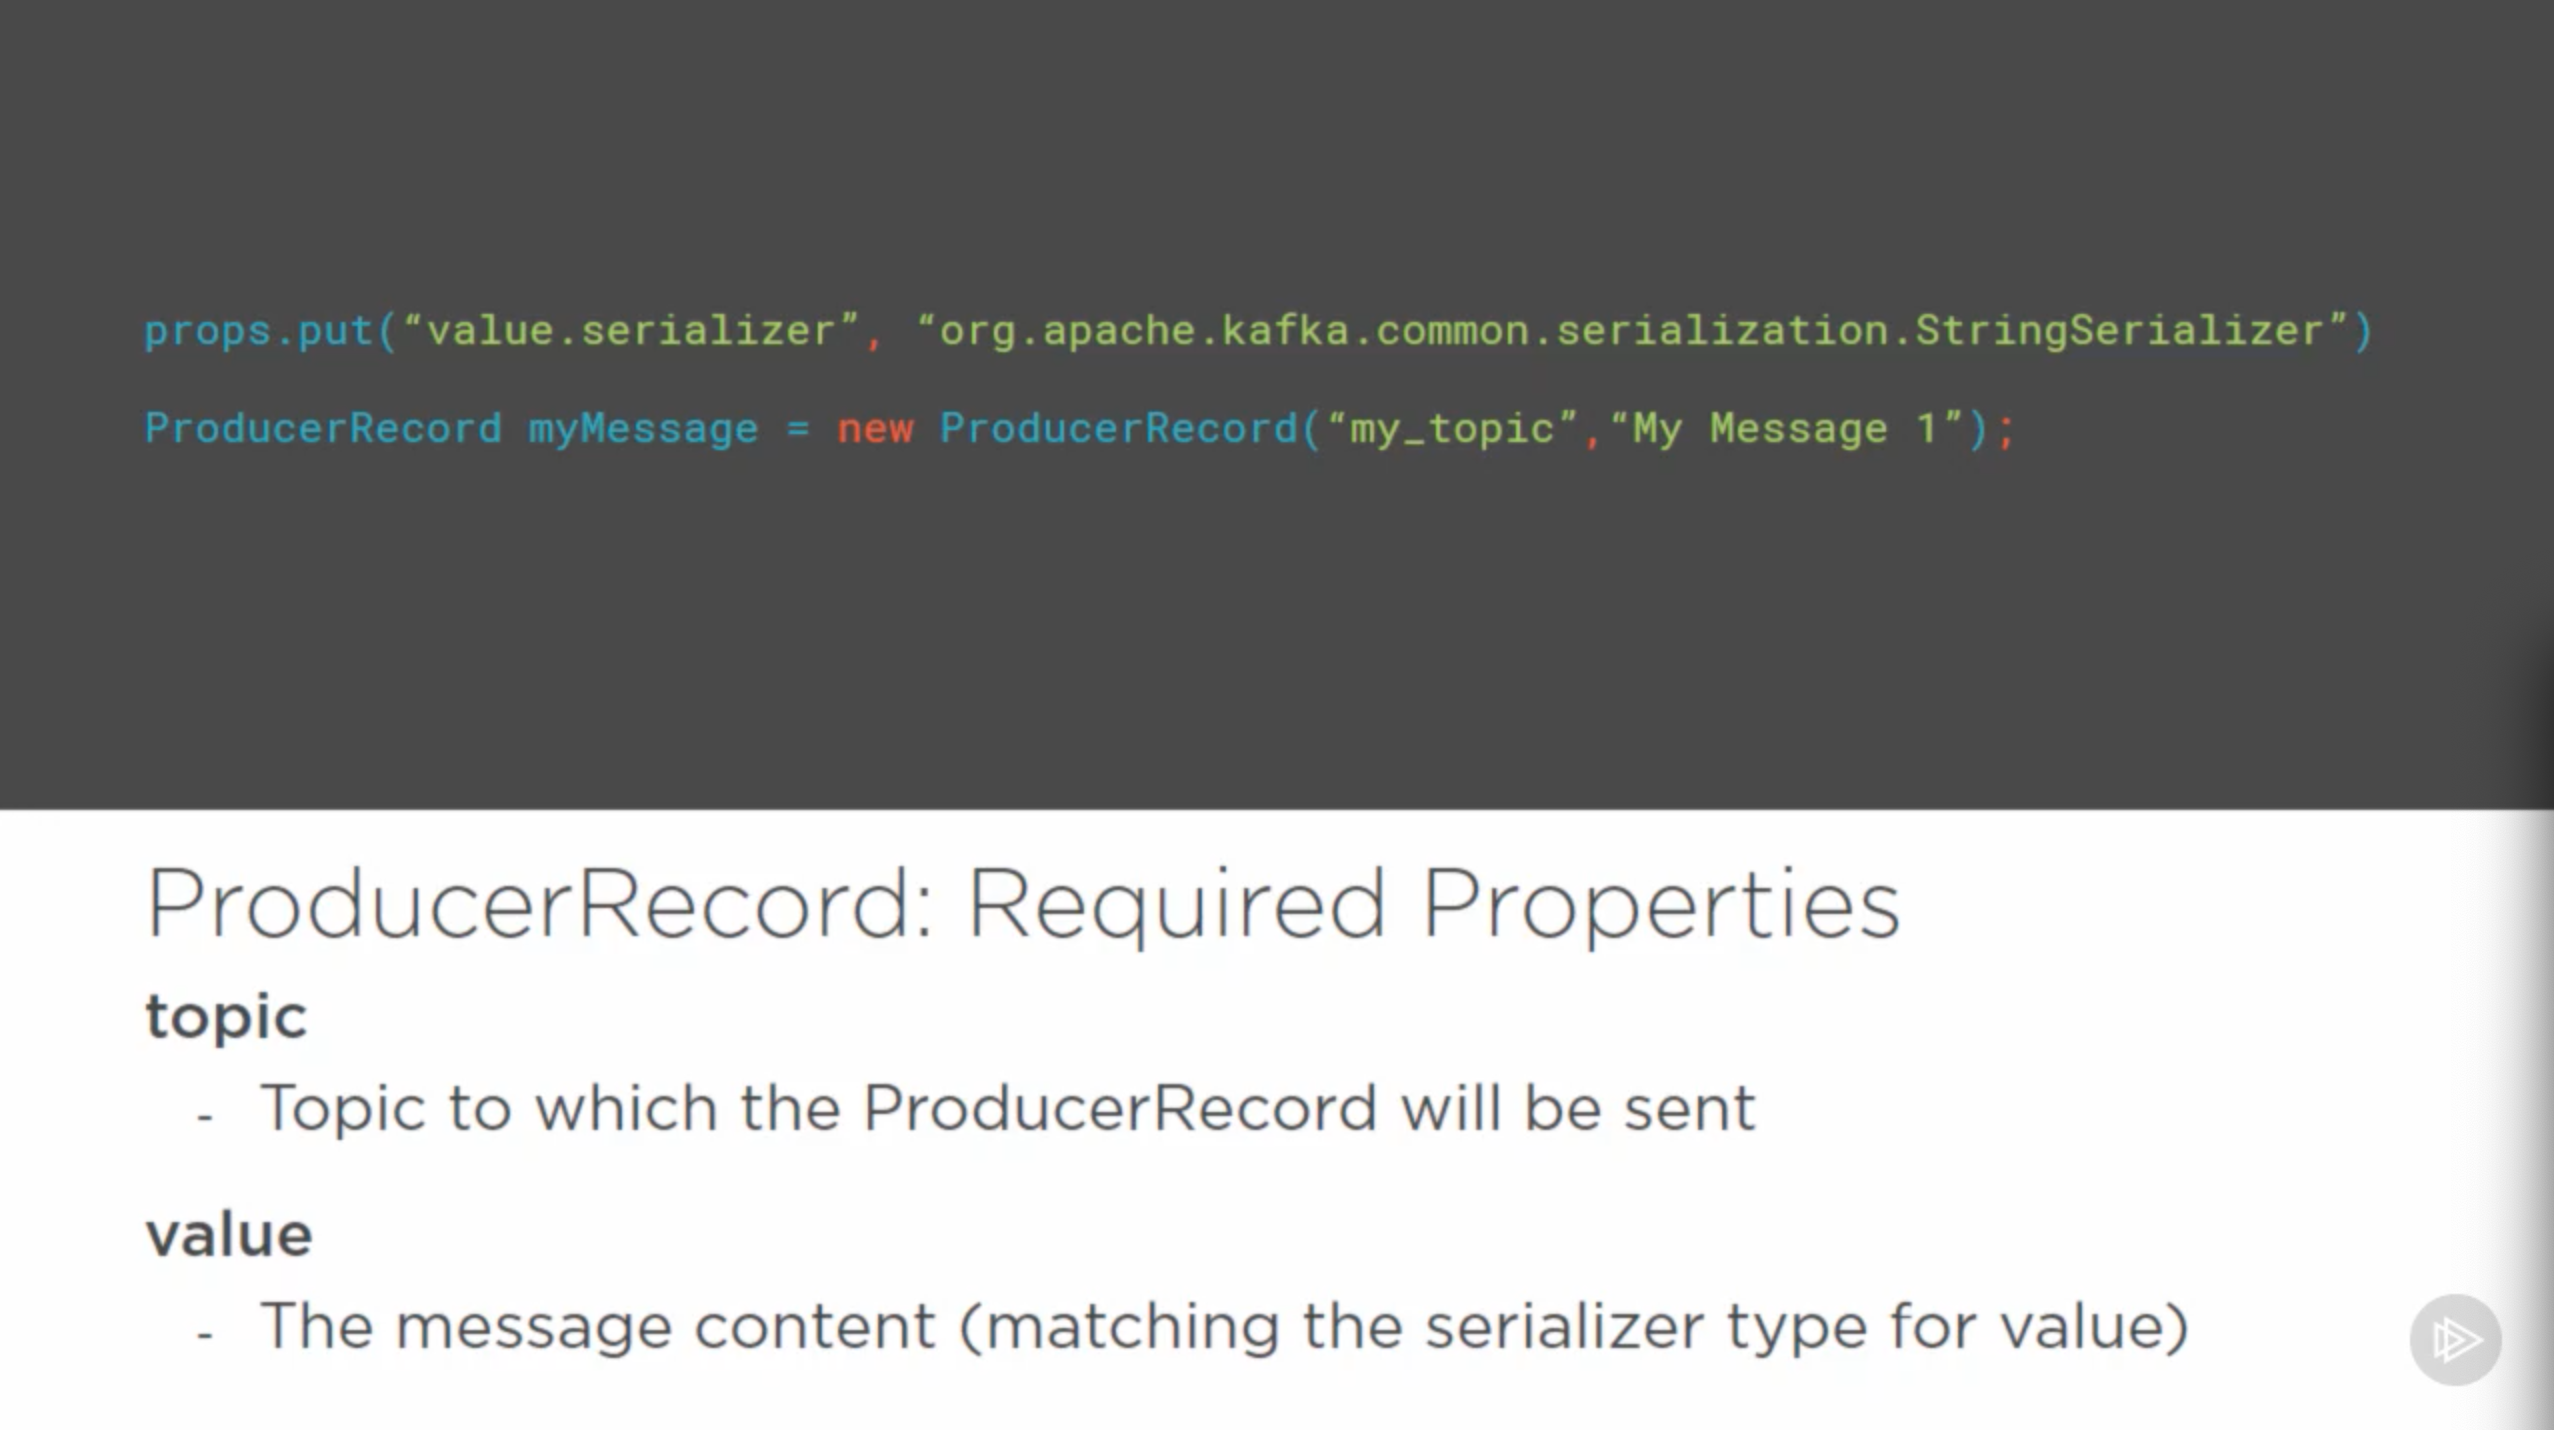 props.put(“value.serializer”, “org.apache.kafka.common.serialization.StringSerializer”)
ProducerRecord myMessage = new ProducerRecord(“my_topic”,“My Message 1”);
ProducerRecord: Required Properties
topic
- Topic to which the ProducerRecord will be sent
value
- The message content (matching the serializer type for value)